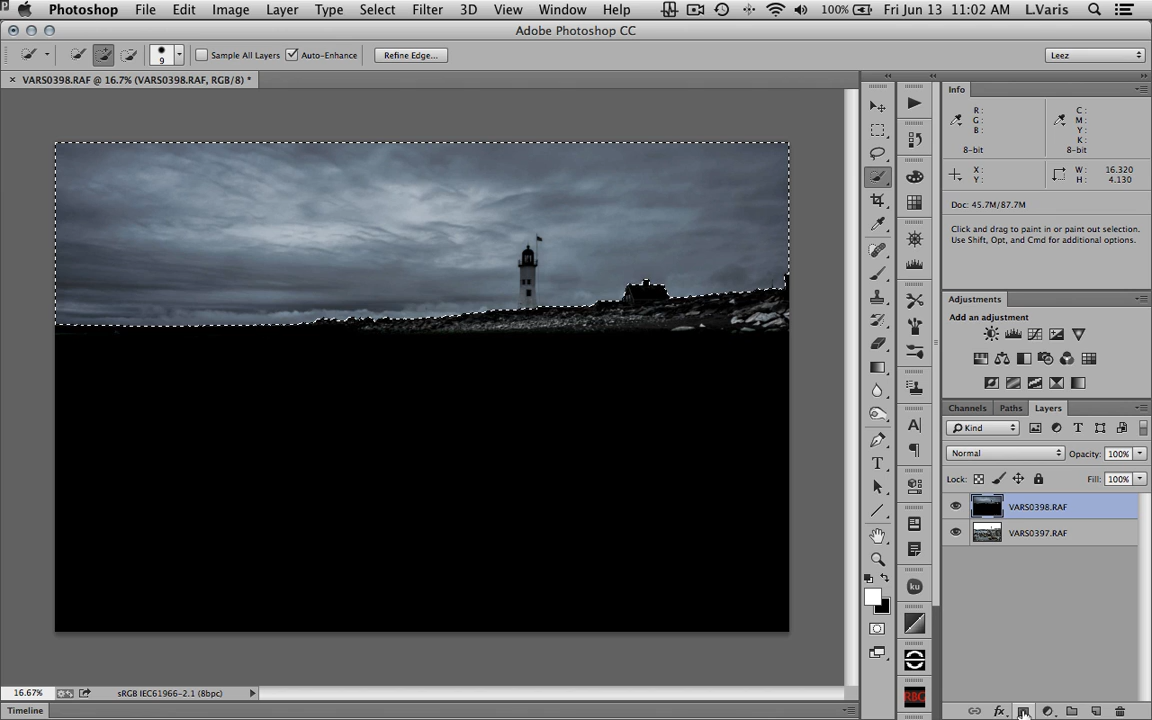 Photoshop File Edit Image Layer Type Select Filter 3D View Window Help 100% Fri Jun 13 11:02 AM L.Varis
Adobe Photoshop CC
9 Sample All Layers Auto-Enhance Refine Edge... Leez
× VARS0398.RAF @ 16.7% (VARS0398.RAF, RGB/8) *
Info
R:
G:
B:
8-bit
C:
M:
Y:
K:
8-bit
X:
Y:
W: 16.320
H: 4.130
Doc: 45.7M/87.7M
Click and drag to paint in or paint out selection.
Use Shift, Opt, and Cmd for additional options.
Adjustments
Add an adjustment
Channels Paths Layers
Kind
Normal Opacity: 100%
Lock: Fill: 100%
VARS0398.RAF
VARS0397.RAF
A
T
ku
RBG
fx
16.67% sRGB IEC61966-2.1 (8bpc)
Timeline